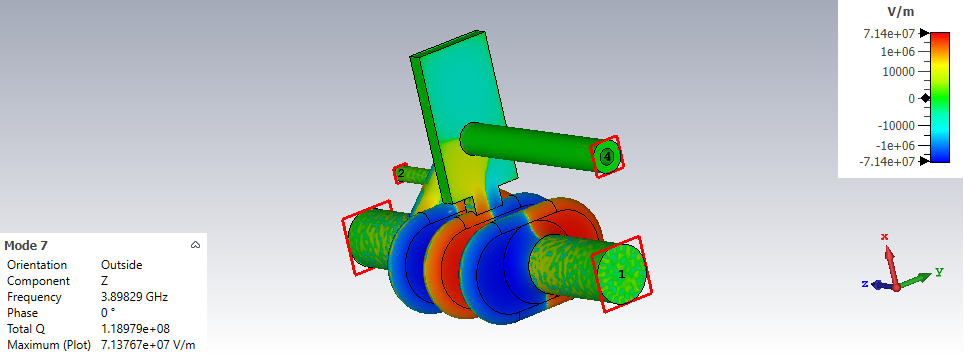 V/m
7.14e+07
1e+06
10000
0
-10000
-1e+06
-7.14e+07
4
2
1
x
y
z
Mode 7
Orientation Outside
Component Z
Frequency 3.89829 GHz
Phase 0 °
Total Q 1.18979e+08
Maximum (Plot) 7.13767e+07 V/m